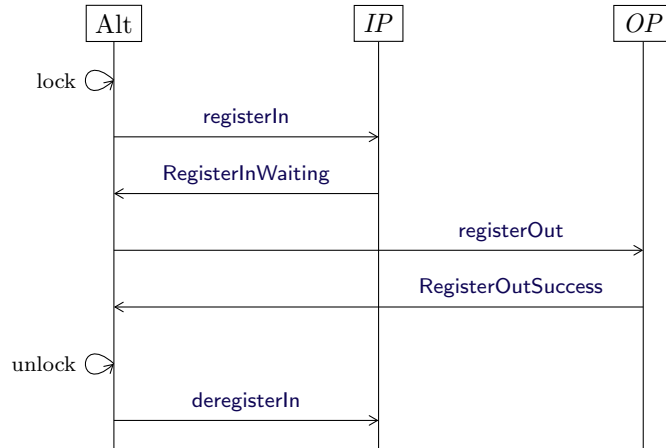 Alt IP OP
lock
registerIn
RegisterInWaiting
registerOut
RegisterOutSuccess
unlock
deregisterIn